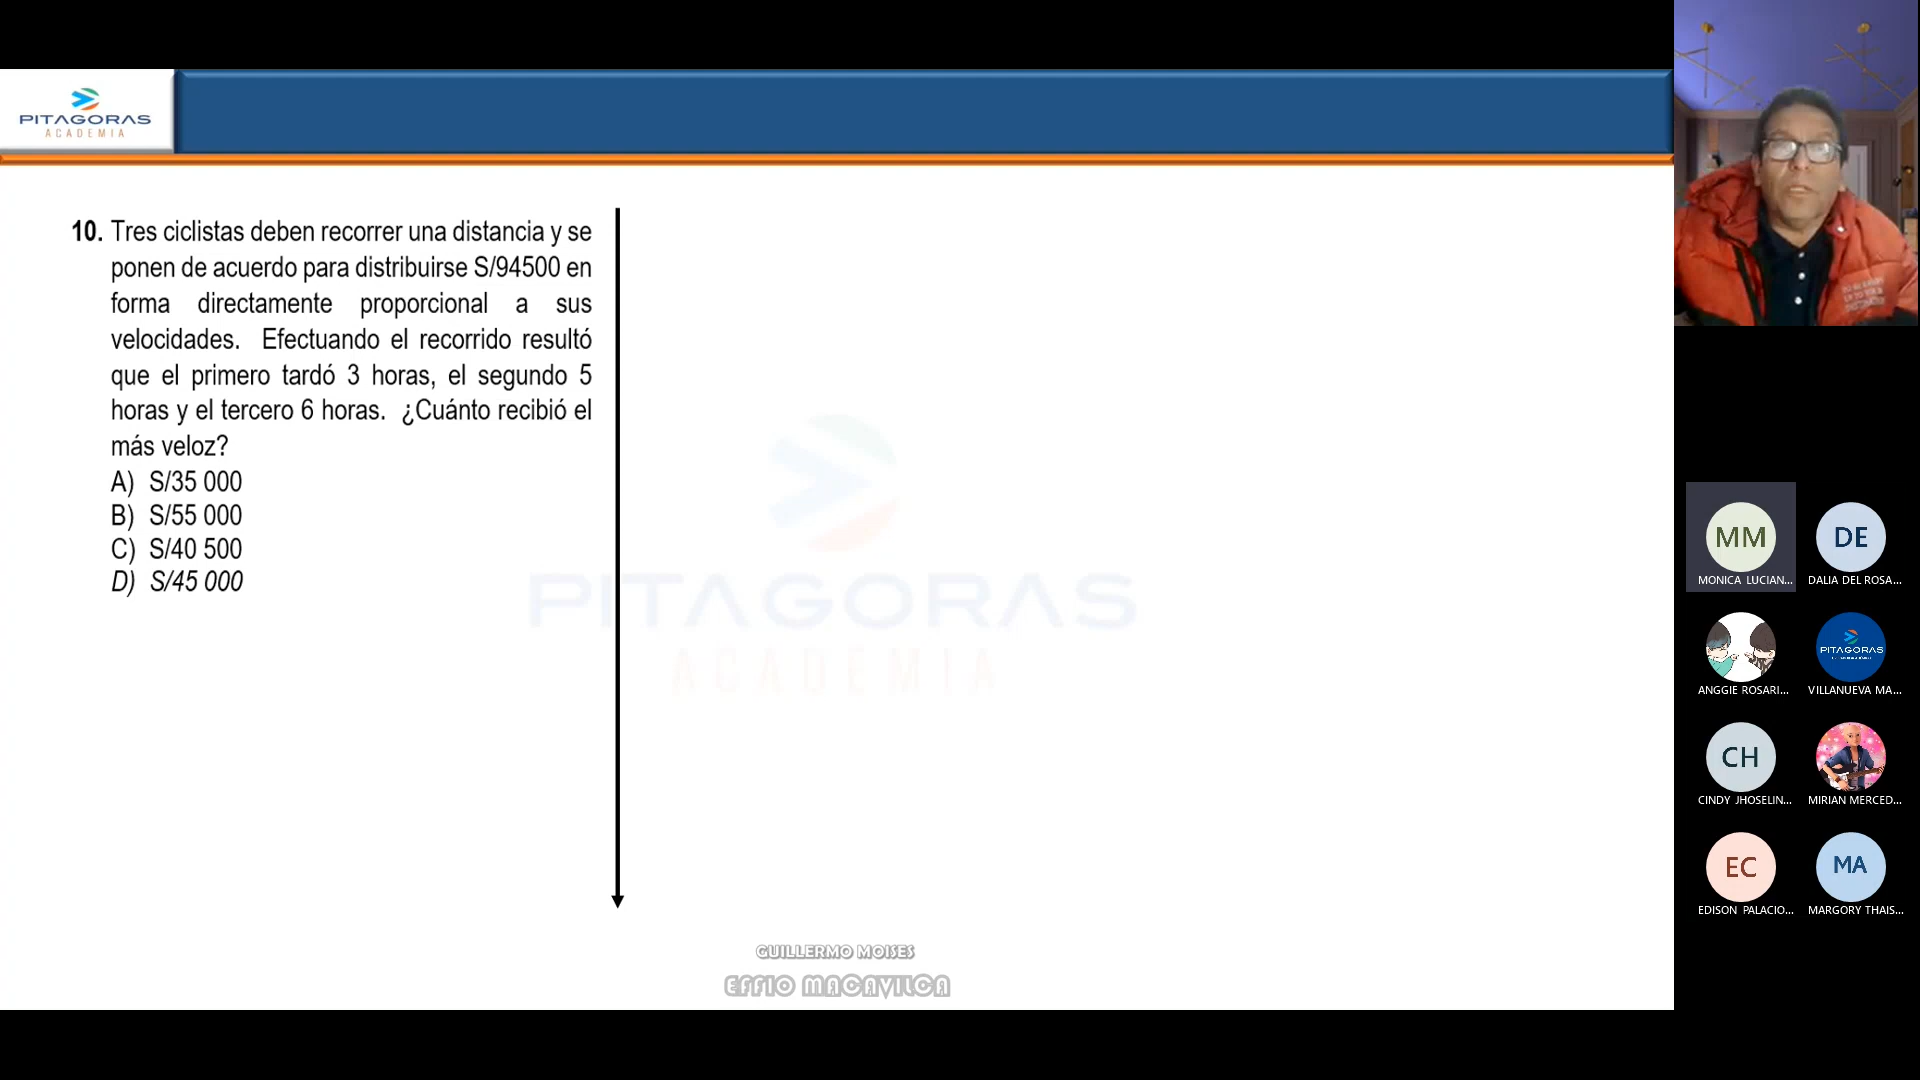 PITAGORAS
ACADEMIA
10. Tres ciclistas deben recorrer una distancia y se
ponen de acuerdo para distribuirse S/94500 en
forma directamente proporcional a sus
velocidades. Efectuando el recorrido resultó
que el primero tardó 3 horas, el segundo 5
horas y el tercero 6 horas. ¿Cuánto recibió el
más veloz?
A) S/35 000
B) S/55 000
C) S/40 500
D) S/45 000
PITAGORAS
ACADEMIA
GUILLERMO MOISES
EFFIO MACAVILCA
MM
MONICA LUCIAN...
DE
DALIA DEL ROSA...
ANGGIE ROSARI...
PITAGORAS
VILLANUEVA MA...
CH
CINDY JHOSELIN...
MIRIAN MERCED...
EC
EDISON PALACIO...
MA
MARGORY THAIS...